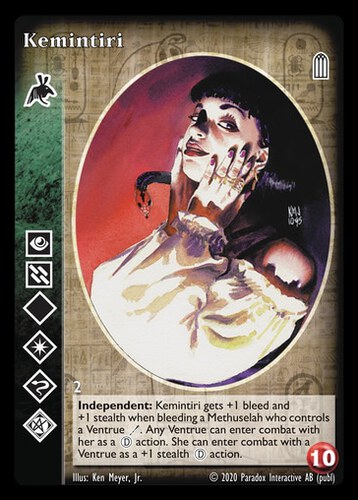 Kemintiri
KMJ
1995
2
Independent: Kemintiri gets +1 bleed and
+1 stealth when bleeding a Methuselah who controls
a Ventrue . Any Ventrue can enter combat with
her as a Ⓓ action. She can enter combat with a
Ventrue as a +1 stealth Ⓓ action.
10
Illus: Ken Meyer, Jr. © 2020 Paradox Interactive AB (publ)